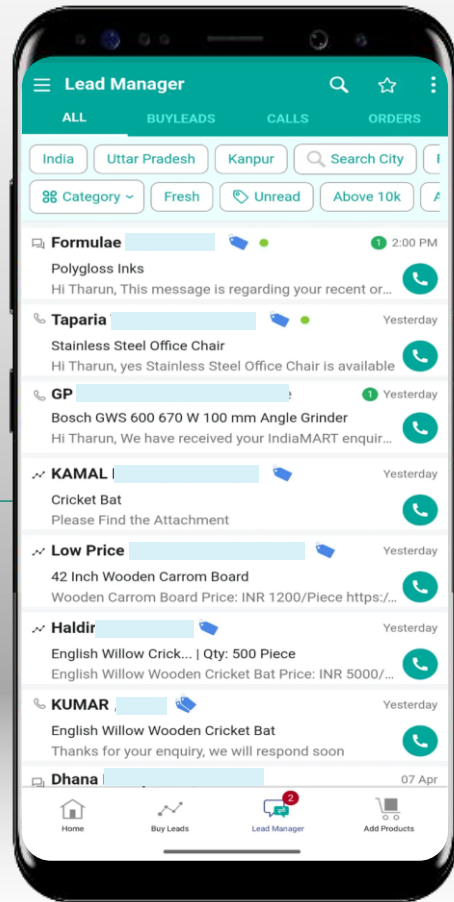 Lead Manager
ALL BUYLEADS CALLS ORDERS
India Uttar Pradesh Kanpur Search City
Category Fresh Unread Above 10k
Formulae 1 2:00 PM
Polygloss Inks
Hi Tharun, This message is regarding your recent or...
Taparia Yesterday
Stainless Steel Office Chair
Hi Tharun, yes Stainless Steel Office Chair is available
GP 1 Yesterday
Bosch GWS 600 670 W 100 mm Angle Grinder
Hi Tharun, We have received your IndiaMART enquir...
KAMAL Yesterday
Cricket Bat
Please Find the Attachment
Low Price Yesterday
42 Inch Wooden Carrom Board
Wooden Carrom Board Price: INR 1200/Piece https:/...
Haldir Yesterday
English Willow Crick... | Qty: 500 Piece
English Willow Wooden Cricket Bat Price: INR 5000/...
KUMAR Yesterday
English Willow Wooden Cricket Bat
Thanks for your enquiry, we will respond soon
Dhana 07 Apr
2
Home Buy Leads Lead Manager Add Products